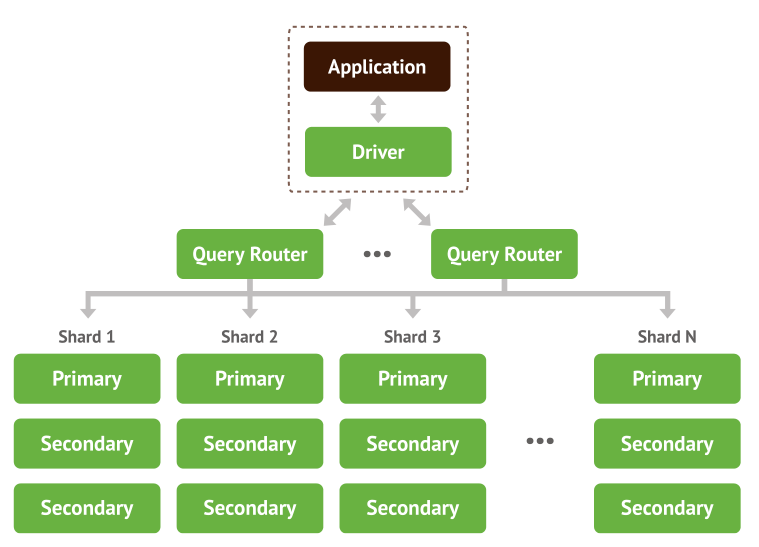 Application
Driver
Query Router
•••
Query Router
Shard 1
Shard 2
Shard 3
Shard N
Primary
Primary
Primary
Primary
Secondary
Secondary
Secondary
•••
Secondary
Secondary
Secondary
Secondary
Secondary